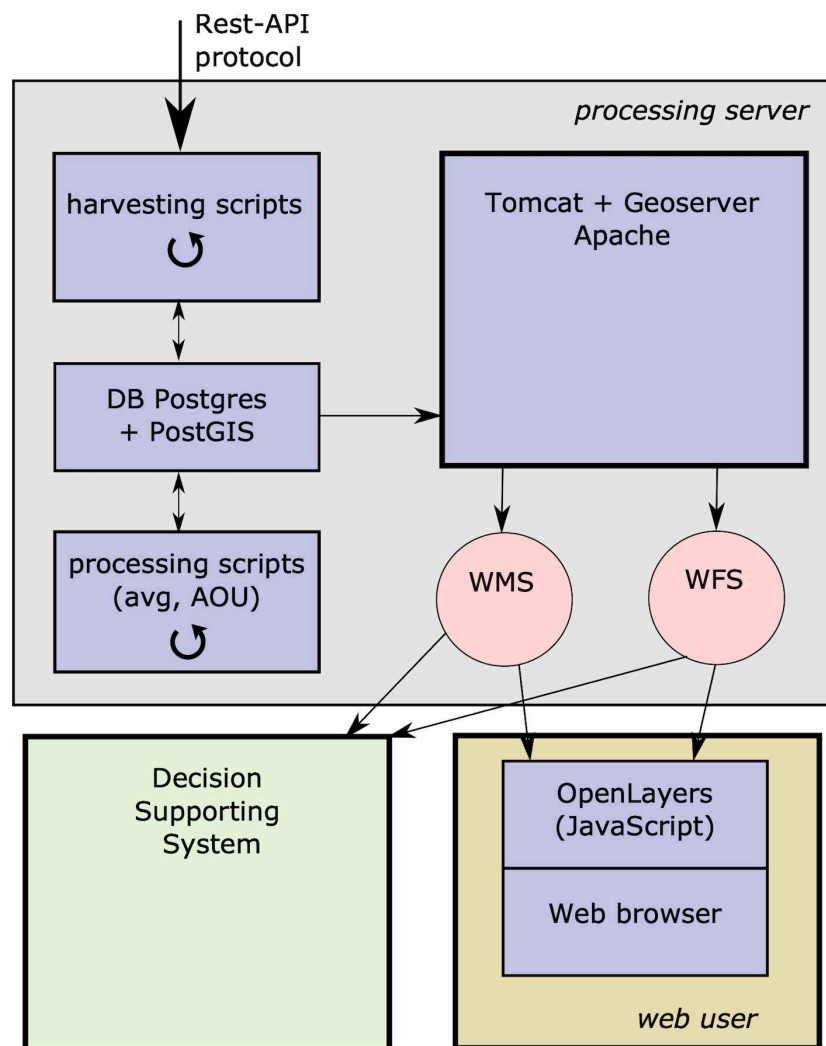 Rest-API
protocol
processing server
harvesting scripts
Tomcat + Geoserver
Apache
DB Postgres
+ PostGIS
processing scripts
(avg, AOU)
WMS
WFS
Decision
Supporting
System
OpenLayers
(JavaScript)
Web browser
web user